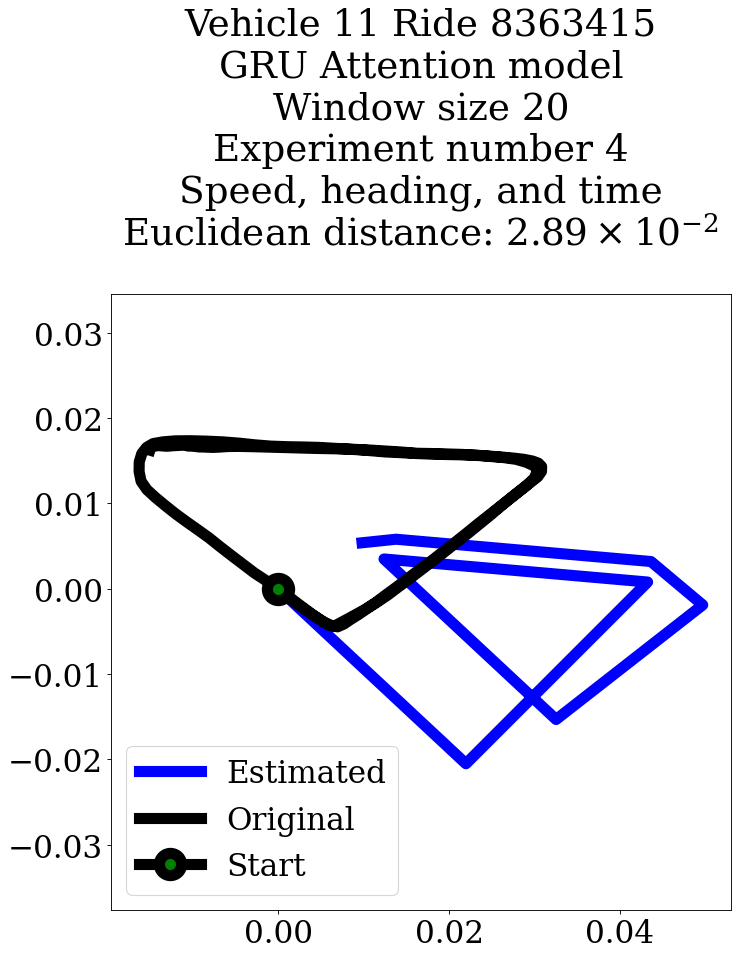 Vehicle 11 Ride 8363415
GRU Attention model
Window size 20
Experiment number 4
Speed, heading, and time
Euclidean distance: 2.89 × 10⁻²
0.03
0.02
0.01
0.00
−0.01
−0.02
−0.03
Estimated
Original
Start
0.00 0.02 0.04